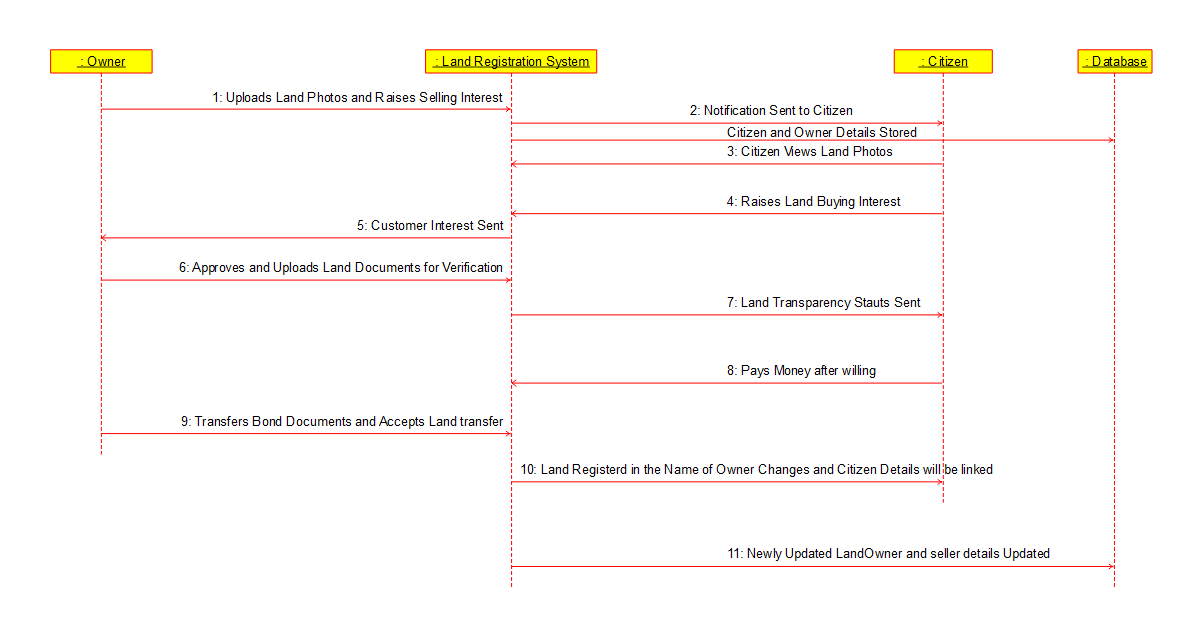 : Owner
: Land Registration System
: Citizen
: Database
1: Uploads Land Photos and Raises Selling Interest
2: Notification Sent to Citizen
Citizen and Owner Details Stored
3: Citizen Views Land Photos
4: Raises Land Buying Interest
5: Customer Interest Sent
6: Approves and Uploads Land Documents for Verification
7: Land Transparency Stauts Sent
8: Pays Money after willing
9: Transfers Bond Documents and Accepts Land transfer
10: Land Registerd in the Name of Owner Changes and Citizen Details will be linked
11: Newly Updated LandOwner and seller details Updated